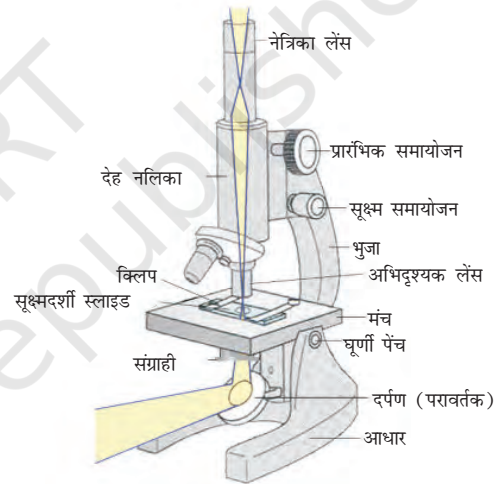 नेत्रिका लेंस
प्रारंभिक समायोजन
देह नलिका
सूक्ष्म समायोजन
भुजा
क्लिप
अभिदृश्यक लेंस
सूक्ष्मदर्शी स्लाइड
मंच
संग्राही
घूर्णी पेंच
दर्पण (परावर्तक)
आधार